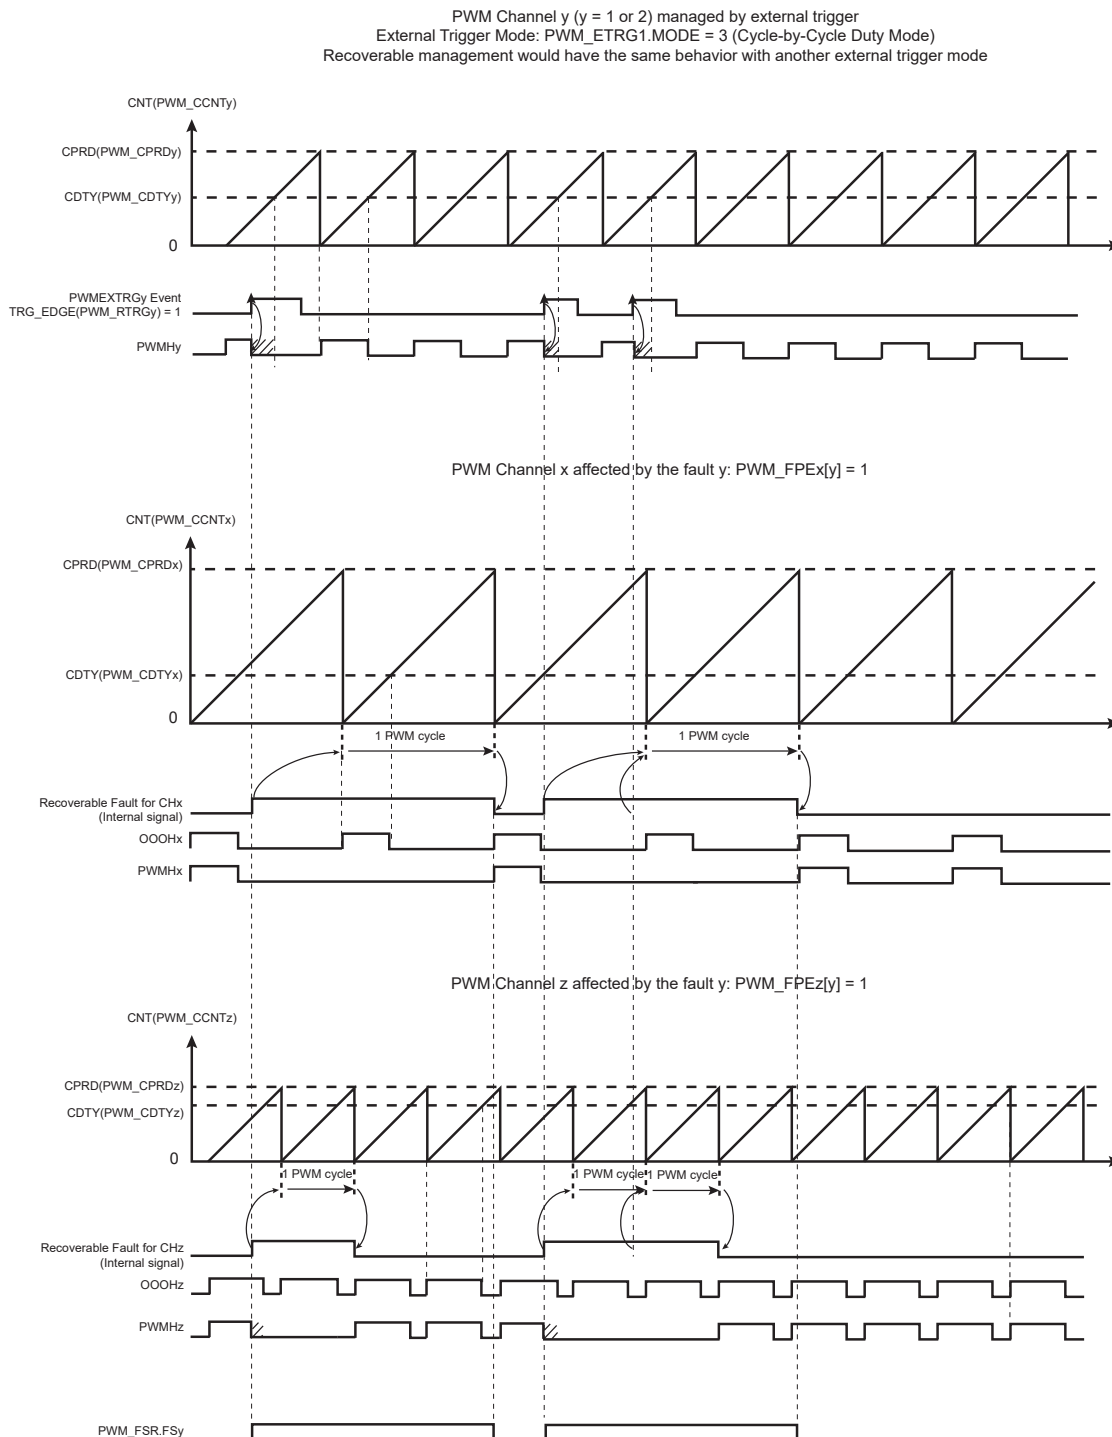 PWM Channel y (y = 1 or 2) managed by external trigger
External Trigger Mode: PWM_ETRG1.MODE = 3 (Cycle-by-Cycle Duty Mode)
Recoverable management would have the same behavior with another external trigger mode
CNT(PWM_CCNTy)
CPRD(PWM_CPRDy)
CDTY(PWM_CDTYy)
0
PWMEXTRGy Event
TRG_EDGE(PWM_RTRGy) = 1
PWMHy
PWM Channel x affected by the fault y: PWM_FPEx[y] = 1
CNT(PWM_CCNTx)
CPRD(PWM_CPRDx)
CDTY(PWM_CDTYx)
0
1 PWM cycle
1 PWM cycle
Recoverable Fault for CHx
(Internal signal)
OOOHx
PWMHx
PWM Channel z affected by the fault y: PWM_FPEz[y] = 1
CNT(PWM_CCNTz)
CPRD(PWM_CPRDz)
CDTY(PWM_CDTYz)
0
1 PWM cycle
1 PWM cycle
1 PWM cycle
Recoverable Fault for CHz
(Internal signal)
OOOHz
PWMHz
PWM_FSR.FSy